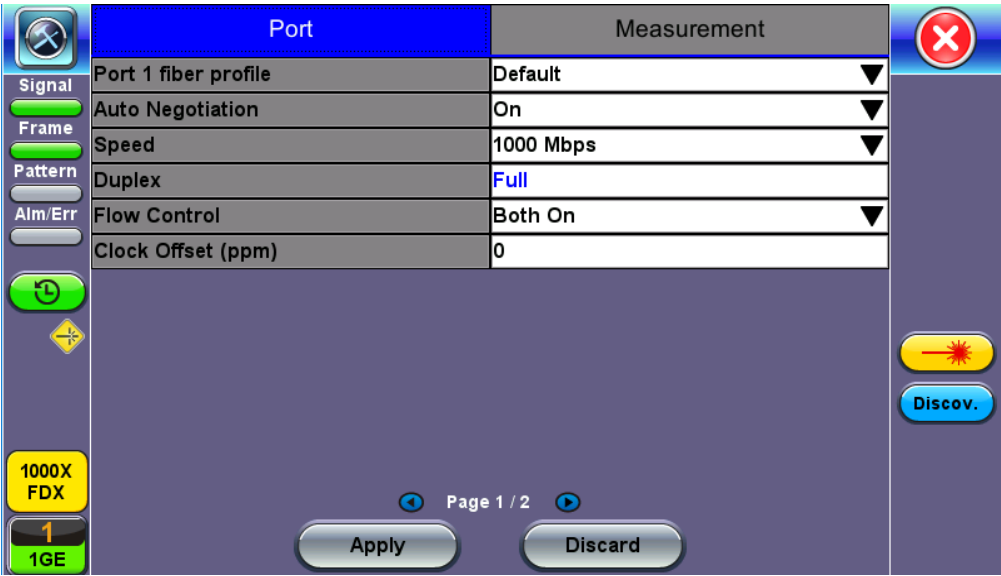 Port Measurement
Signal
Port 1 fiber profile Default
Auto Negotiation On
Frame
Speed 1000 Mbps
Pattern
Duplex Full
Alm/Err
Flow Control Both On
Clock Offset (ppm) 0
Discov.
1000X
FDX
Page 1 / 2
1
1GE
Apply Discard